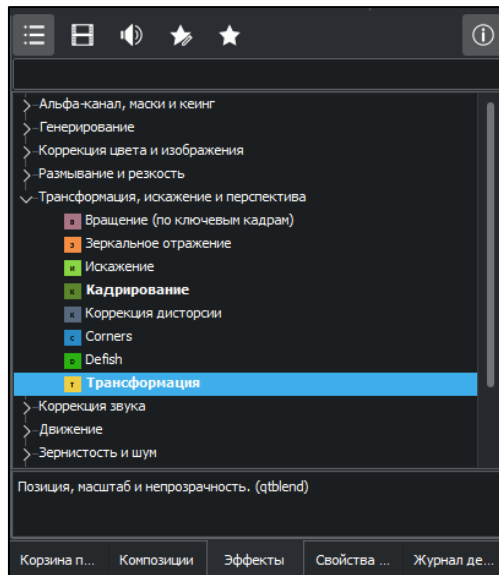 Альфа-канал, маски и кеинг
Генерирование
Коррекция цвета и изображения
Размывание и резкость
Трансформация, искажение и перспектива
В Вращение (по ключевым кадрам)
З Зеркальное отражение
И Искажение
К Кадрирование
К Коррекция дисторсии
C Corners
D Defish
Т Трансформация
Коррекция звука
Движение
Зернистость и шум
Позиция, масштаб и непрозрачность. (qtblend)
Корзина п... Композиции Эффекты Свойства ... Журнал де...